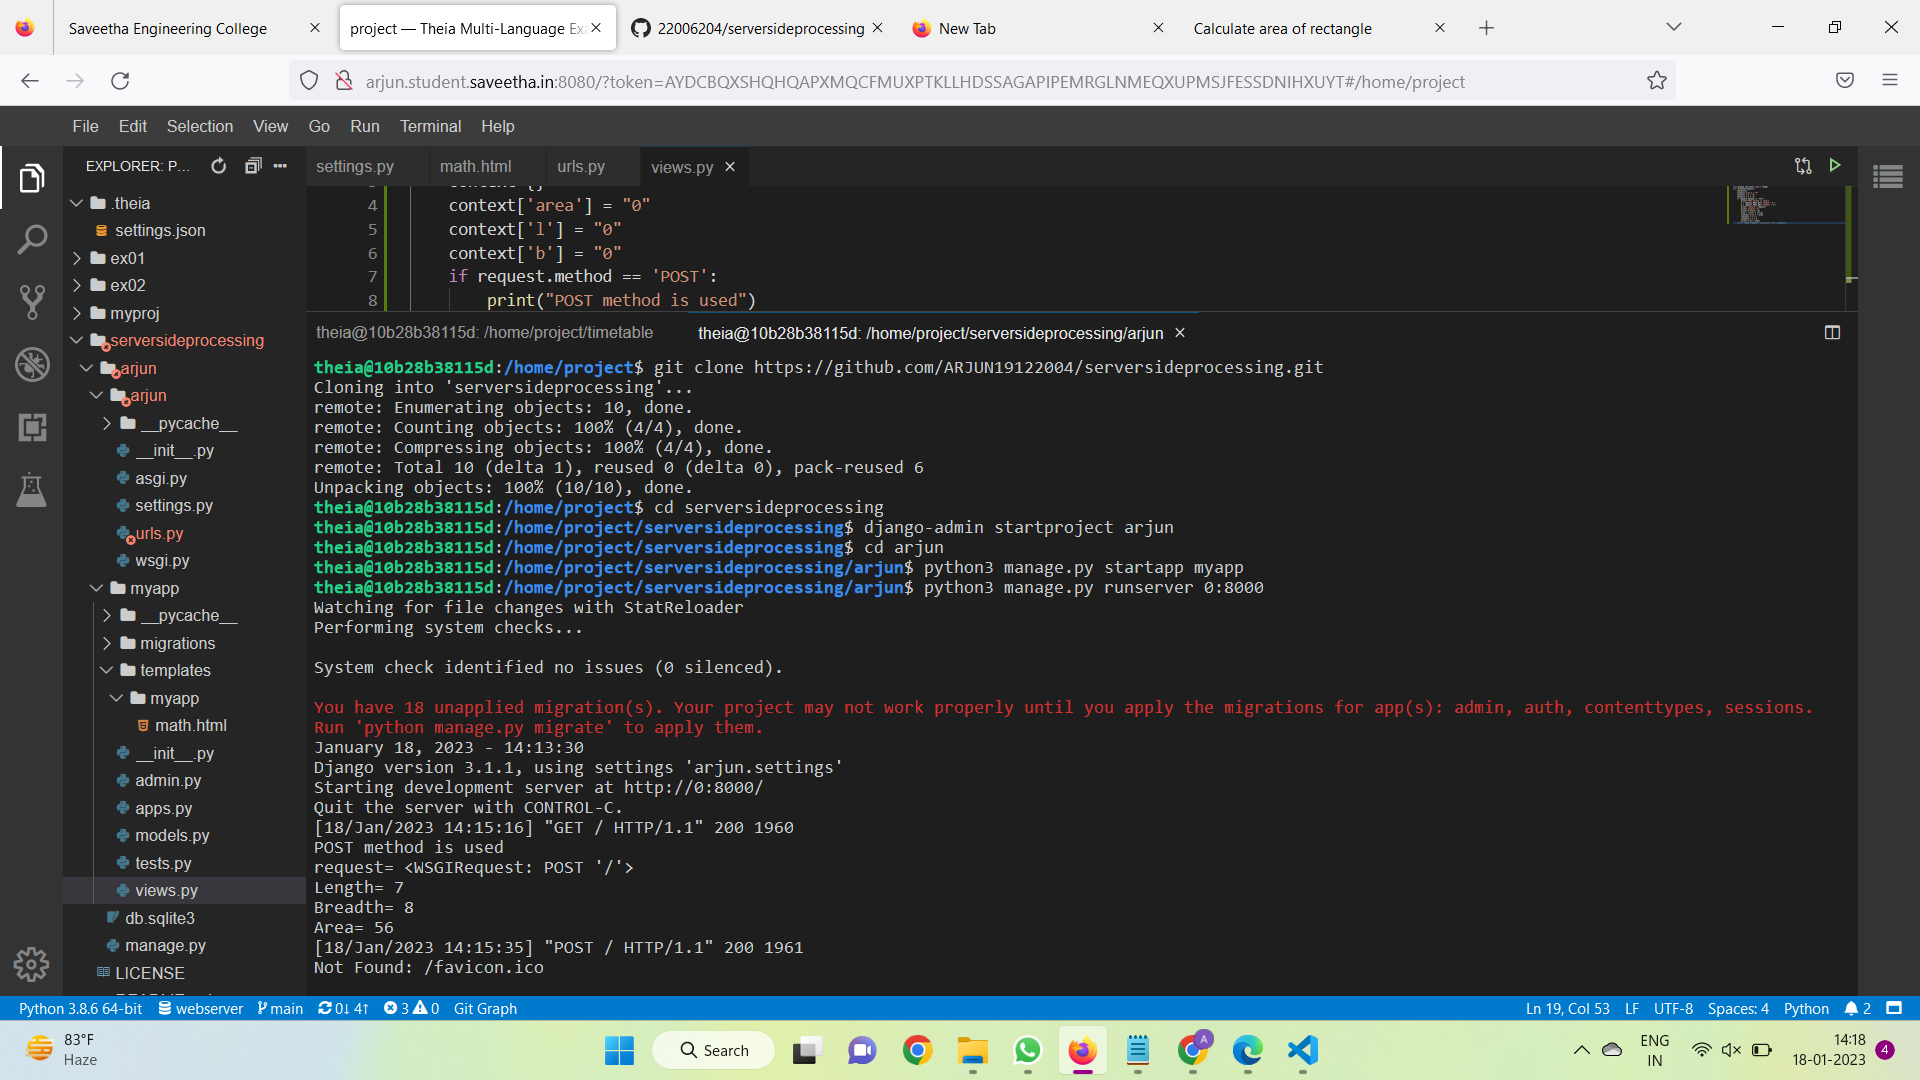 Saveetha Engineering College
project — Theia Multi-Language Exa
22006204/serversideprocessing
New Tab
Calculate area of rectangle
arjun.student.saveetha.in:8080/?token=AYDCBQXSHQHQAPXMQCFMUXPTKLLHDSSAGAPIPEMRGLNMEQXUPMSJFESSDNIHXUYT#/home/project
File Edit Selection View Go Run Terminal Help
EXPLORER: P...
settings.py math.html urls.py views.py
.theia
settings.json
ex01
ex02
myproj
serversideprocessing
arjun
arjun
__pycache__
__init__.py
asgi.py
settings.py
urls.py
wsgi.py
myapp
__pycache__
migrations
templates
myapp
math.html
__init__.py
admin.py
apps.py
models.py
tests.py
views.py
db.sqlite3
manage.py
LICENSE
4 context['area'] = "0"
5 context['l'] = "0"
6 context['b'] = "0"
7 if request.method == 'POST':
8 print("POST method is used")
theia@10b28b38115d: /home/project/timetable
theia@10b28b38115d: /home/project/serversideprocessing/arjun
theia@10b28b38115d:/home/project$ git clone https://github.com/ARJUN19122004/serversideprocessing.git
Cloning into 'serversideprocessing'...
remote: Enumerating objects: 10, done.
remote: Counting objects: 100% (4/4), done.
remote: Compressing objects: 100% (4/4), done.
remote: Total 10 (delta 1), reused 0 (delta 0), pack-reused 6
Unpacking objects: 100% (10/10), done.
theia@10b28b38115d:/home/project$ cd serversideprocessing
theia@10b28b38115d:/home/project/serversideprocessing$ django-admin startproject arjun
theia@10b28b38115d:/home/project/serversideprocessing$ cd arjun
theia@10b28b38115d:/home/project/serversideprocessing/arjun$ python3 manage.py startapp myapp
theia@10b28b38115d:/home/project/serversideprocessing/arjun$ python3 manage.py runserver 0:8000
Watching for file changes with StatReloader
Performing system checks...
System check identified no issues (0 silenced).
You have 18 unapplied migration(s). Your project may not work properly until you apply the migrations for app(s): admin, auth, contenttypes, sessions.
Run 'python manage.py migrate' to apply them.
January 18, 2023 - 14:13:30
Django version 3.1.1, using settings 'arjun.settings'
Starting development server at http://0:8000/
Quit the server with CONTROL-C.
[18/Jan/2023 14:15:16] "GET / HTTP/1.1" 200 1960
POST method is used
request= <WSGIRequest: POST '/'>
Length= 7
Breadth= 8
Area= 56
[18/Jan/2023 14:15:35] "POST / HTTP/1.1" 200 1961
Not Found: /favicon.ico
Python 3.8.6 64-bit webserver main 0↓ 4↑ 3 0 Git Graph
Ln 19, Col 53 LF UTF-8 Spaces: 4 Python 2
83°F
Haze
Search
A
ENG
IN
14:18
18-01-2023
4